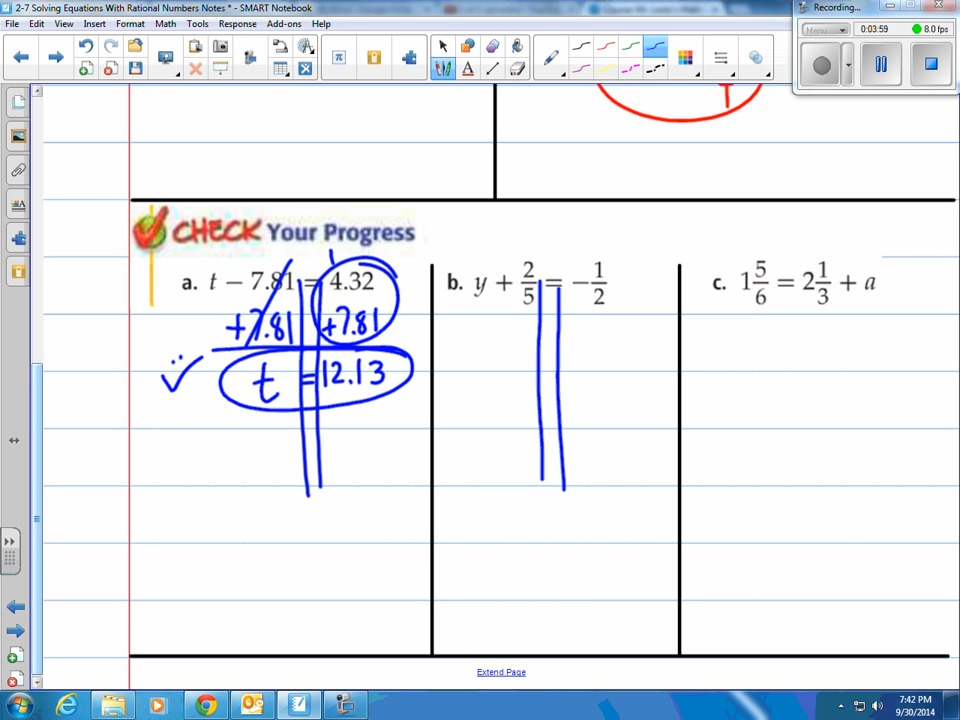 2-7 Solving Equations With Rational Numbers Notes * - SMART Notebook
Recording...
File Edit View Insert Format Math Tools Response Add-ons Help
Menu
0:03:59
8.0 fps
CHECK Your Progress
a. t − 7.81 = 4.32
+7.81 +7.81
t = 12.13
b. y + 2/5 = −1/2
c. 1 5/6 = 2 1/3 + a
Extend Page
7:42 PM
9/30/2014